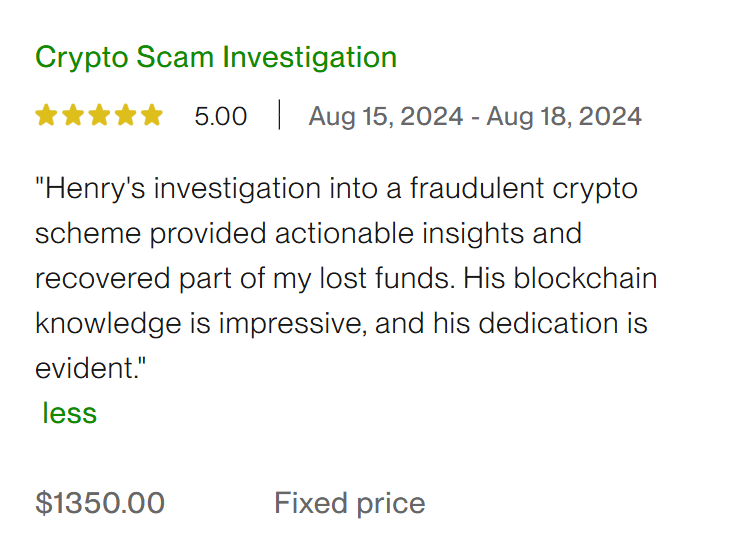 Crypto Scam Investigation
5.00 | Aug 15, 2024 - Aug 18, 2024
"Henry's investigation into a fraudulent crypto
scheme provided actionable insights and
recovered part of my lost funds. His blockchain
knowledge is impressive, and his dedication is
evident."
less
$1350.00 Fixed price